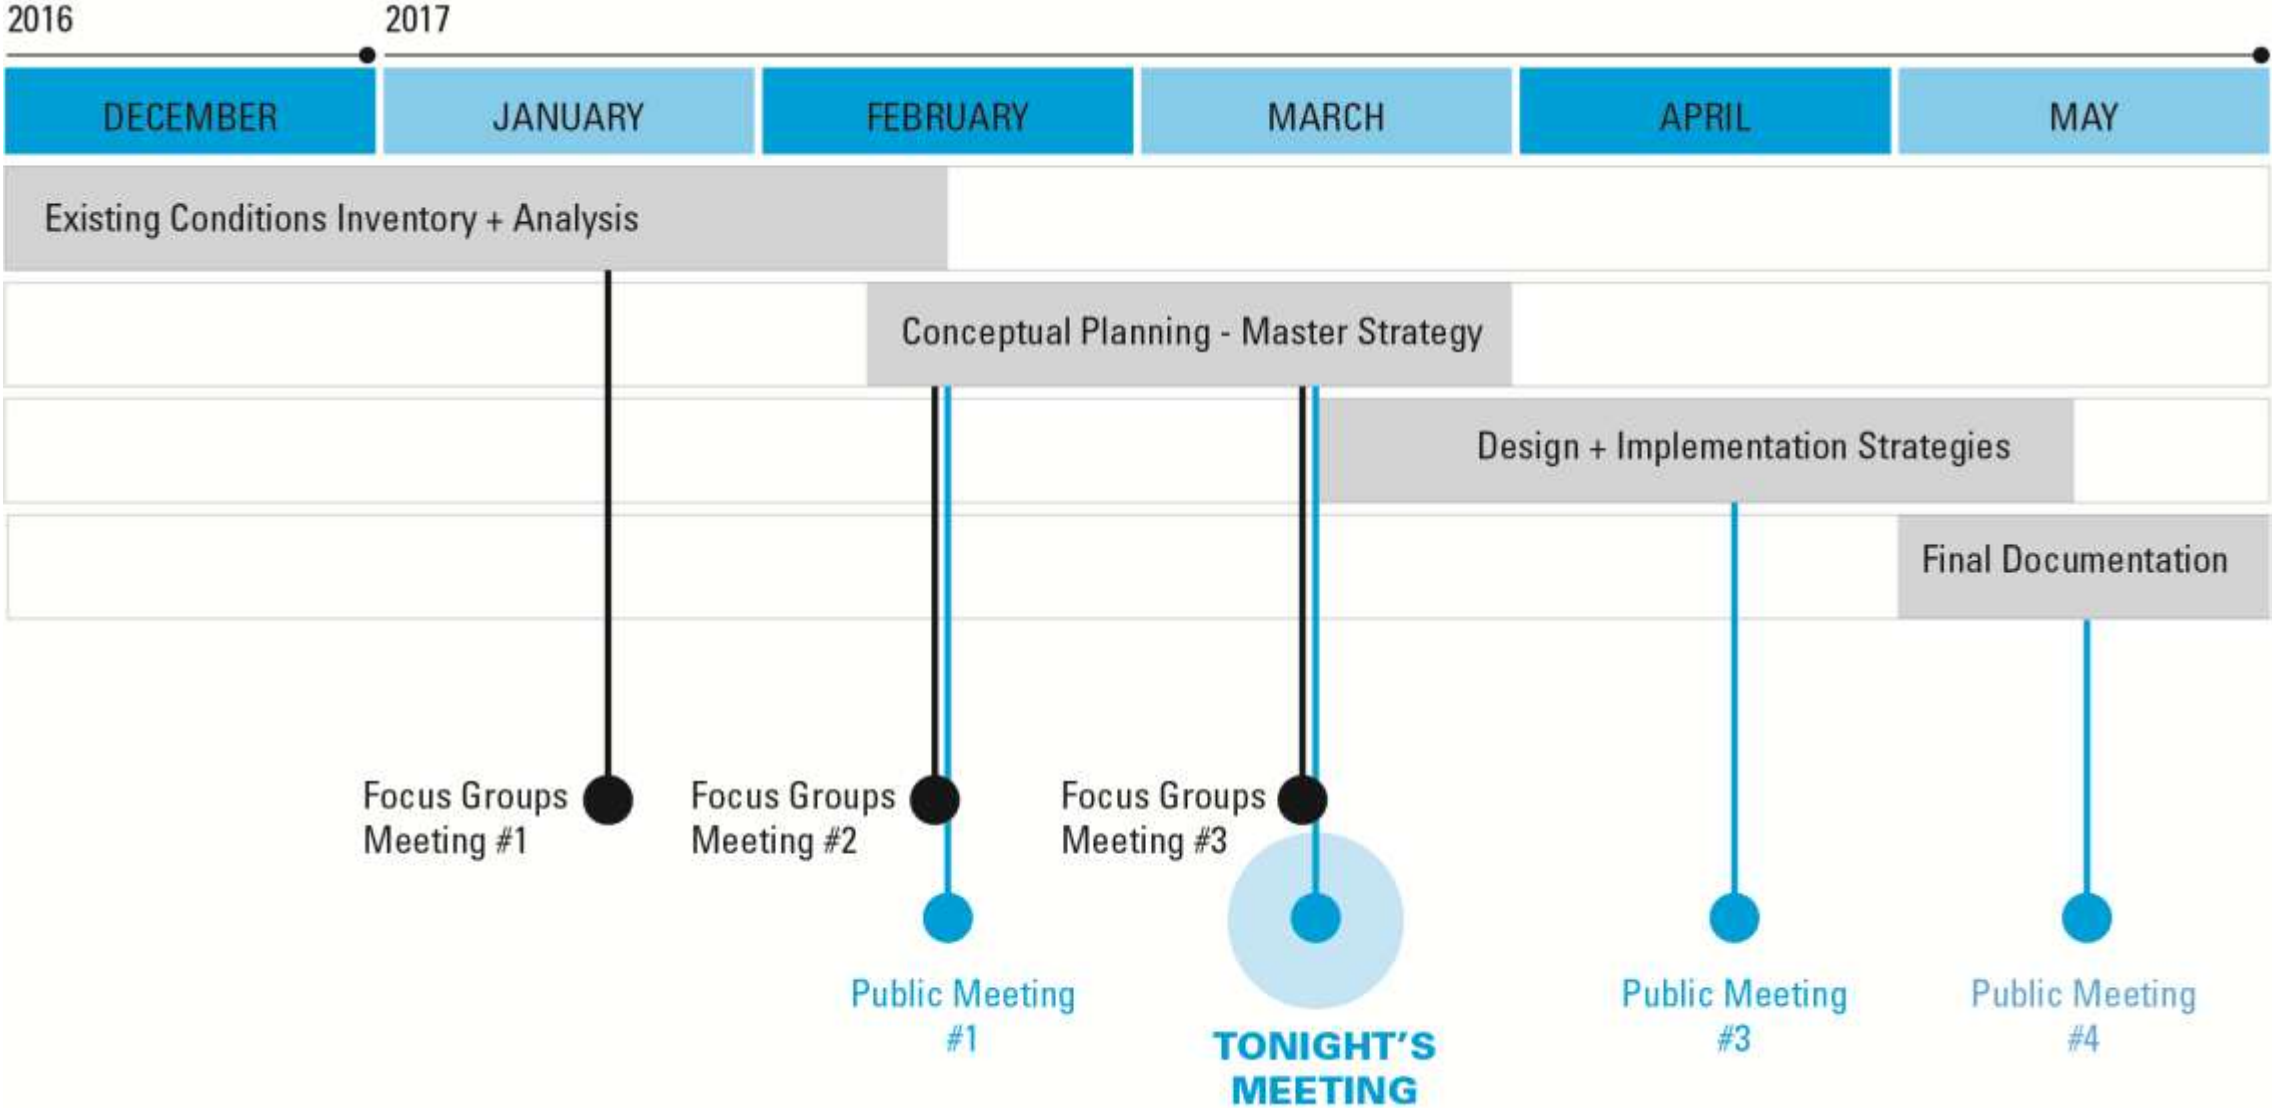 2016
2017
DECEMBER
JANUARY
FEBRUARY
MARCH
APRIL
MAY
Existing Conditions Inventory + Analysis
Conceptual Planning - Master Strategy
Design + Implementation Strategies
Final Documentation
Focus Groups
Meeting #1
Focus Groups
Meeting #2
Focus Groups
Meeting #3
Public Meeting
#1
TONIGHT'S
MEETING
Public Meeting
#3
Public Meeting
#4